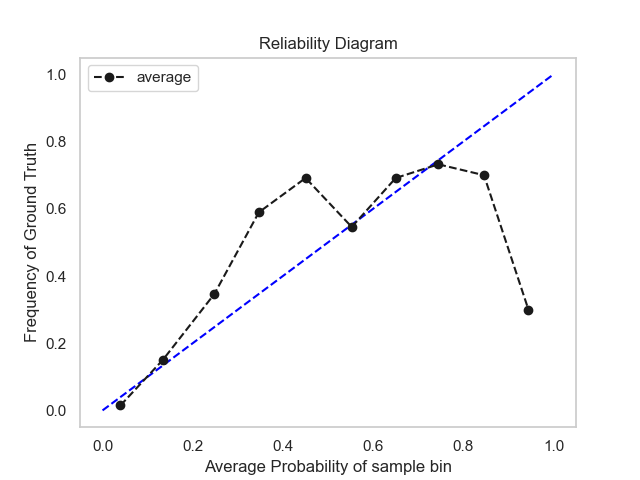 Reliability Diagram
average
Frequency of Ground Truth
1.0
0.8
0.6
0.4
0.2
0.0
0.0 0.2 0.4 0.6 0.8 1.0
Average Probability of sample bin